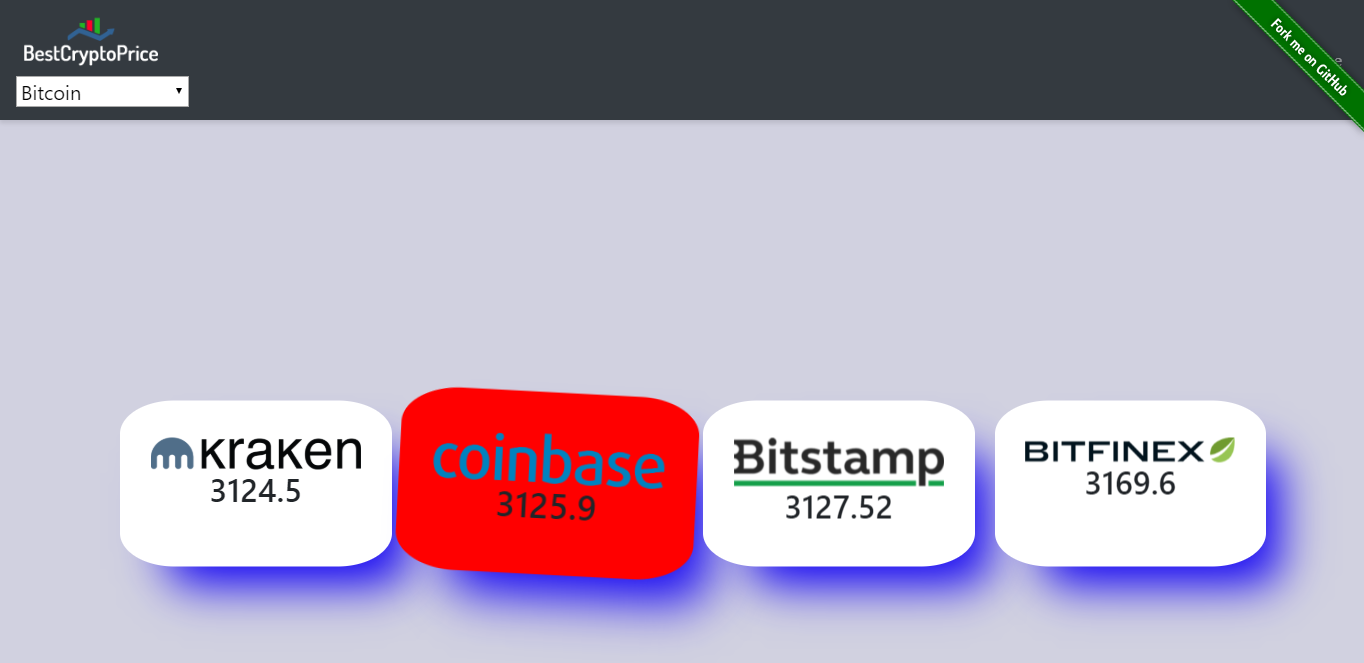 BestCryptoPrice
Bitcoin
Fork me on GitHub
kraken
3124.5
coinbase
3125.9
Bitstamp
3127.52
BITFINEX
3169.6